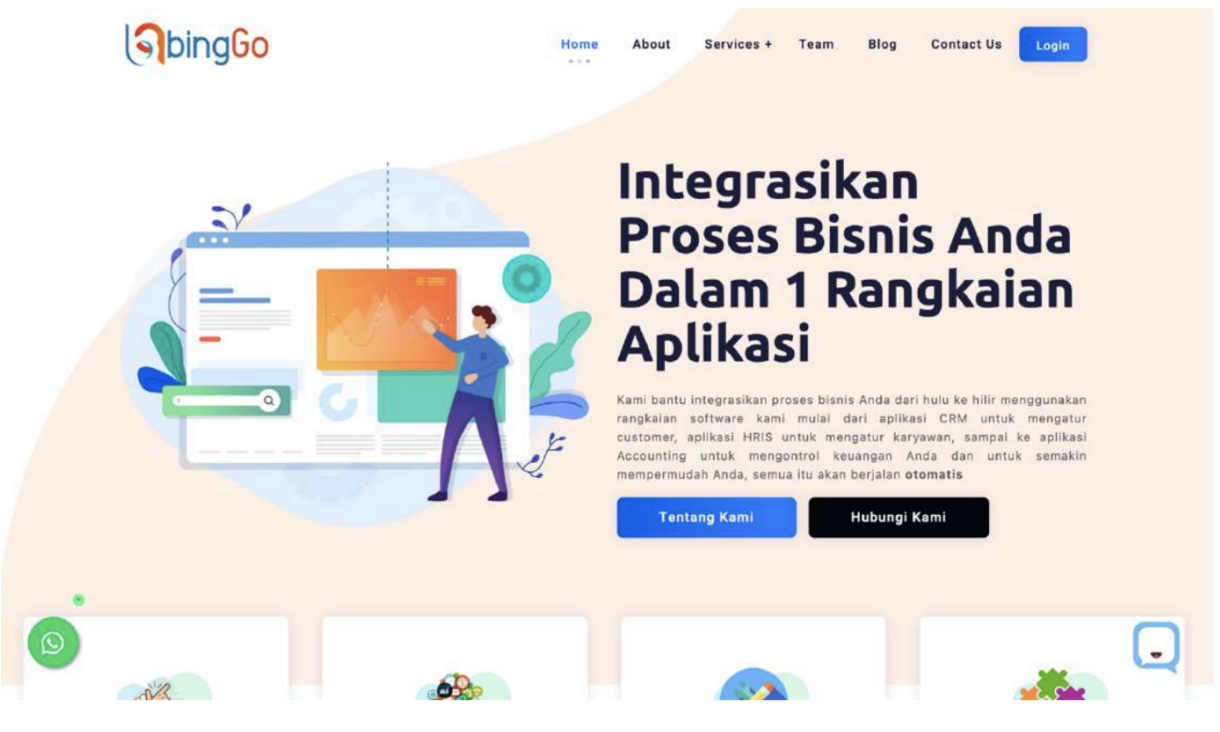 bingGo
Home About Services + Team Blog Contact Us Login
Integrasikan
Proses Bisnis Anda
Dalam 1 Rangkaian
Aplikasi
Kami bantu integrasikan proses bisnis Anda dari hulu ke hilir menggunakan
rangkaian software kami mulai dari aplikasi CRM untuk mengatur
customer, aplikasi HRIS untuk mengatur karyawan, sampai ke aplikasi
Accounting untuk mengontrol keuangan Anda dan untuk semakin
mempermudah Anda, semua itu akan berjalan otomatis
Tentang Kami Hubungi Kami